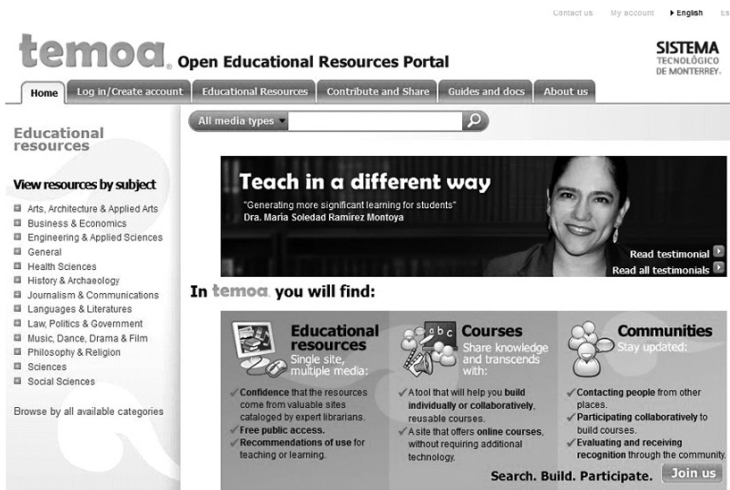 Contact us My account English Es
temoa Open Educational Resources Portal
SISTEMA
TECNOLÓGICO
DE MONTERREY.
Home Log in/Create account Educational Resources Contribute and Share Guides and docs About us
All media types
Educational
resources
View resources by subject
Arts, Architecture & Applied Arts
Business & Economics
Engineering & Applied Sciences
General
Health Sciences
History & Archaeology
Journalism & Communications
Languages & Literatures
Law, Politics & Government
Music, Dance, Drama & Film
Philosophy & Religion
Sciences
Social Sciences
Browse by all available categories
Teach in a different way
"Generating more significant learning for students"
Dra. Maria Soledad Ramirez Montoya
Read testimonial
Read all testimonials
In temoa you will find:
Educational
resources
Single site,
multiple media:
Confidence that the resources
come from valuable sites
cataloged by expert librarians.
Free public access.
Recommendations of use for
teaching or learning.
a b c
Courses
Share knowledge
and transcends
with:
A tool that will help you build
individually or collaboratively,
reusable courses.
A site that offers online courses,
without requiring additional
technology.
Communities
Stay updated:
Contacting people from other
places.
Participating collaboratively to
build courses.
Evaluating and receiving
recognition through the community.
Search. Build. Participate. Join us